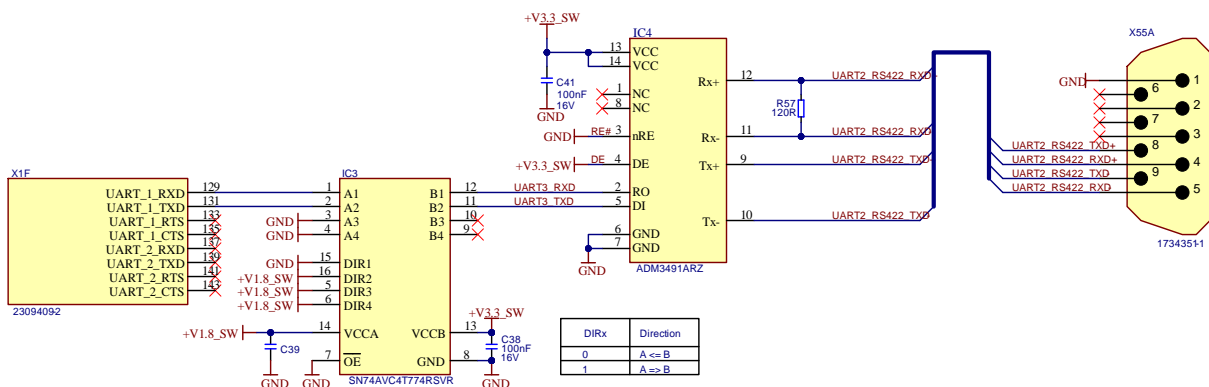 +V3.3_SW
IC4
X55A
13 VCC
14 VCC
C41
100nF
16V
GND
1 NC
8 NC
Rx+ 12 UART2_RS422_RXD+
R57
120R
GND RE# 3 nRE
Rx- 11 UART2_RS422_RXD
+V3.3_SW DE 4 DE
Tx+ 9 UART2_RS422_TXD+
2 RO
5 DI
Tx- 10 UART2_RS422_TXD
6 GND
7 GND
GND
ADM3491ARZ
GND 1
6
2
7
3
UART2_RS422_TXD+ 8
UART2_RS422_RXD+ 4
UART2_RS422_TXD 9
UART2_RS422_RXD 5
1734351-1
X1F
UART_1_RXD 129
UART_1_TXD 131
UART_1_RTS 133
UART_1_CTS 135
UART_2_RXD 137
UART_2_TXD 139
UART_2_RTS 141
UART_2_CTS 143
2309409-2
IC3
1 A1
2 A2
GND 3 A3
GND 4 A4
GND 15 DIR1
+V1.8_SW 16 DIR2
+V1.8_SW 5 DIR3
+V1.8_SW 6 DIR4
+V1.8_SW 14 VCCA
C39
GND
7 OE
GND
B1 12 UART3_RXD
B2 11 UART3_TXD
B3 10
B4 9
+V3.3_SW
VCCB 13
C38
100nF
16V
GND 8
GND
SN74AVC4T774RSVR
DIRx Direction
0 A <= B
1 A => B